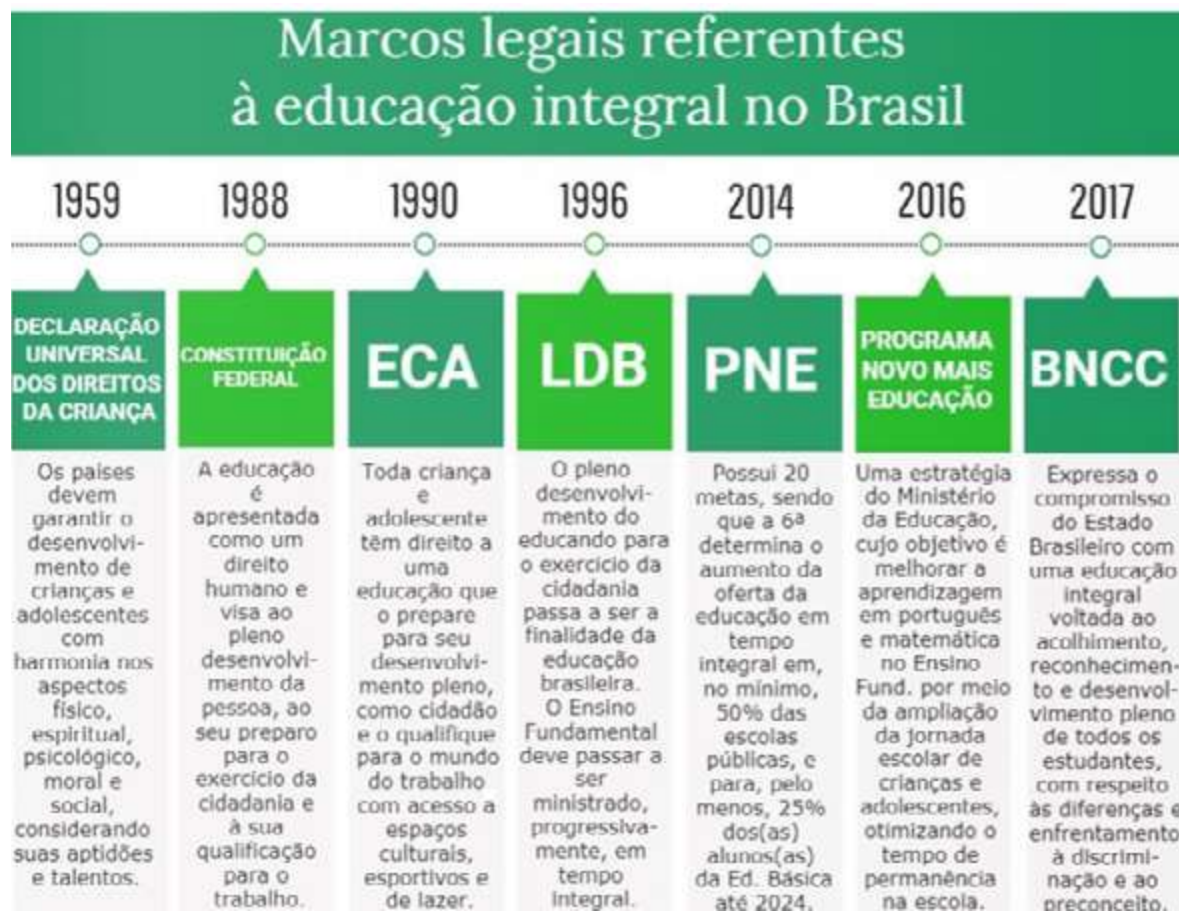 Marcos legais referentes
à educação integral no Brasil
1959
DECLARAÇÃO
UNIVERSAL
DOS DIREITOS
DA CRIANÇA
Os países
devem
garantir o
desenvolvi-
mento de
crianças e
adolescentes
com
harmonia nos
aspectos
físico,
espiritual,
psicológico,
moral e
social,
considerando
suas aptidões
e talentos.
1988
CONSTITUIÇÃO
FEDERAL
A educação
é
apresentada
como um
direito
humano e
visa ao
pleno
desenvolvi-
mento da
pessoa, ao
seu preparo
para o
exercício da
cidadania e
à sua
qualificação
para o
trabalho.
1990
ECA
Toda criança
e
adolescente
têm direito a
uma
educação que
o prepare
para seu
desenvolvi-
mento pleno,
como cidadão
e o qualifique
para o mundo
do trabalho
com acesso a
espaços
culturais,
esportivos e
de lazer.
1996
LDB
O pleno
desenvolvi-
mento do
educando para
o exercício da
cidadania
passa a ser a
finalidade da
educação
brasileira.
O Ensino
Fundamental
deve passar a
ser
ministrado,
progressiva-
mente, em
tempo
integral.
2014
PNE
Possui 20
metas, sendo
que a 6ª
determina o
aumento da
oferta da
educação em
tempo
integral em,
no mínimo,
50% das
escolas
públicas, e
para, pelo
menos, 25%
dos(as)
alunos(as)
da Ed. Básica
até 2024.
2016
PROGRAMA
NOVO MAIS
EDUCAÇÃO
Uma estratégia
do Ministério
da Educação,
cujo objetivo é
melhorar a
aprendizagem
em português
e matemática
no Ensino
Fund. por meio
da ampliação
da jornada
escolar de
crianças e
adolescentes,
otimizando o
tempo de
permanência
na escola.
2017
BNCC
Expressa o
compromisso
do Estado
Brasileiro com
uma educação
integral
voltada ao
acolhimento,
reconhecimen-
to e desenvol-
vimento pleno
de todos os
estudantes,
com respeito
às diferenças e
enfrentamento
à discrimi-
nação e ao
preconceito.